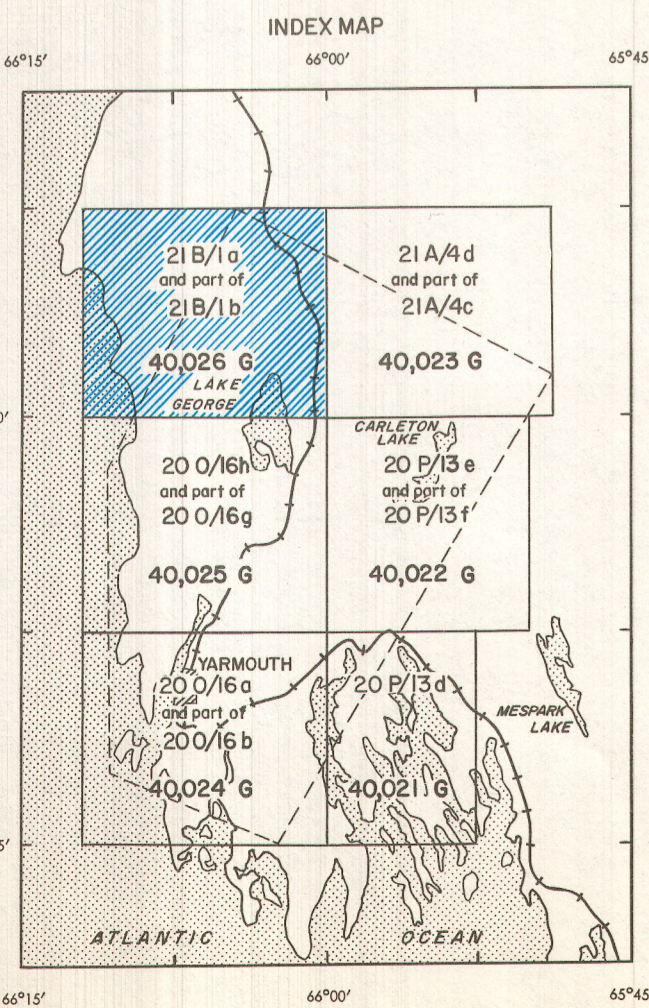 INDEX MAP
66°15′ 66°00′ 65°45
21B/1a
and part of
21B/1b
40,026 G
LAKE
GEORGE
21A/4d
and part of
21A/4c
40,023 G
0′
20 O/16h
and part of
20 O/16g
40,025 G
CARLETON
LAKE
20 P/13e
and part of
20 P/13f
40,022 G
YARMOUTH
20 O/16a
and part of
20 O/16b
40,024 G
20 P/13d
40,021 G
MESPARK
LAKE
5′
ATLANTIC OCEAN
66°15′ 66°00′ 65°45